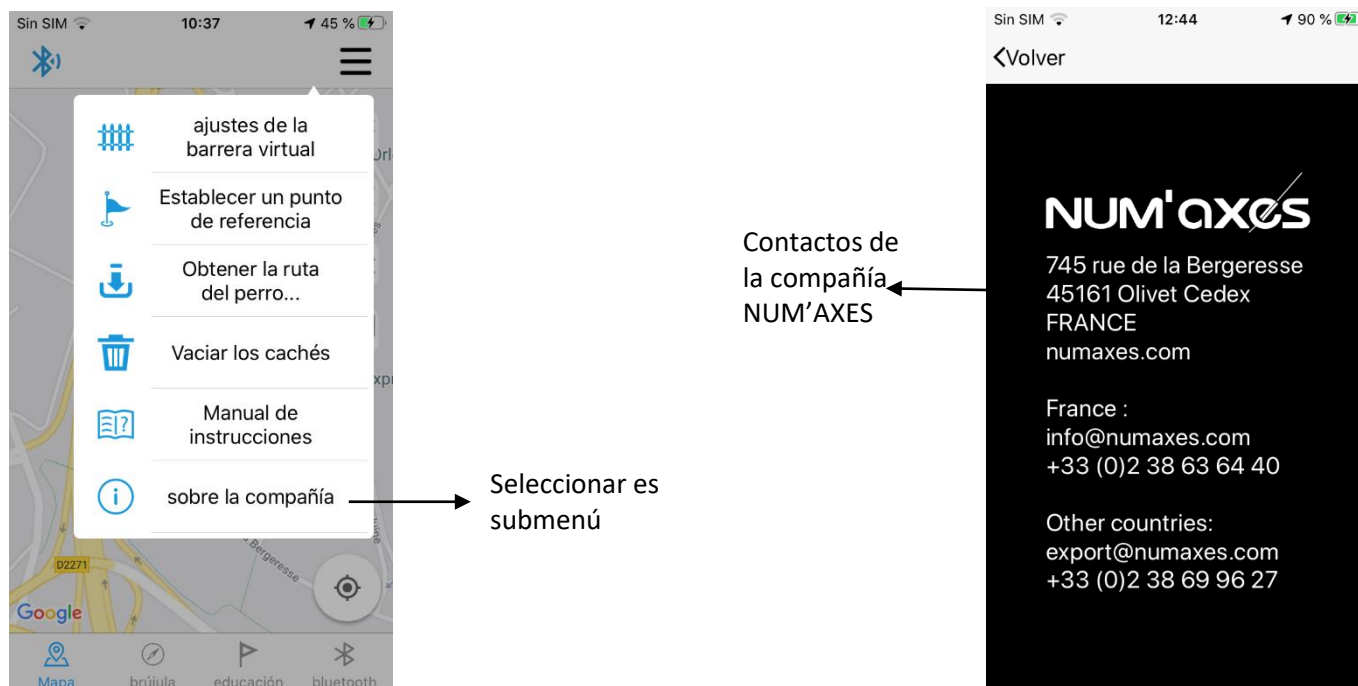 Sin SIM 10:37 45 %
ajustes de la
barrera virtual
Establecer un punto
de referencia
Obtener la ruta
del perro...
Vaciar los cachés
Manual de
instrucciones
sobre la compañía
Bergeresse
D2271
Google
Mapa brújula educación bluetooth
Seleccionar es
submenú
Contactos de
la compañía
NUM’AXES
Sin SIM 12:44 90 %
Volver
NUM'axes
745 rue de la Bergeresse
45161 Olivet Cedex
FRANCE
numaxes.com
France :
info@numaxes.com
+33 (0)2 38 63 64 40
Other countries:
export@numaxes.com
+33 (0)2 38 69 96 27